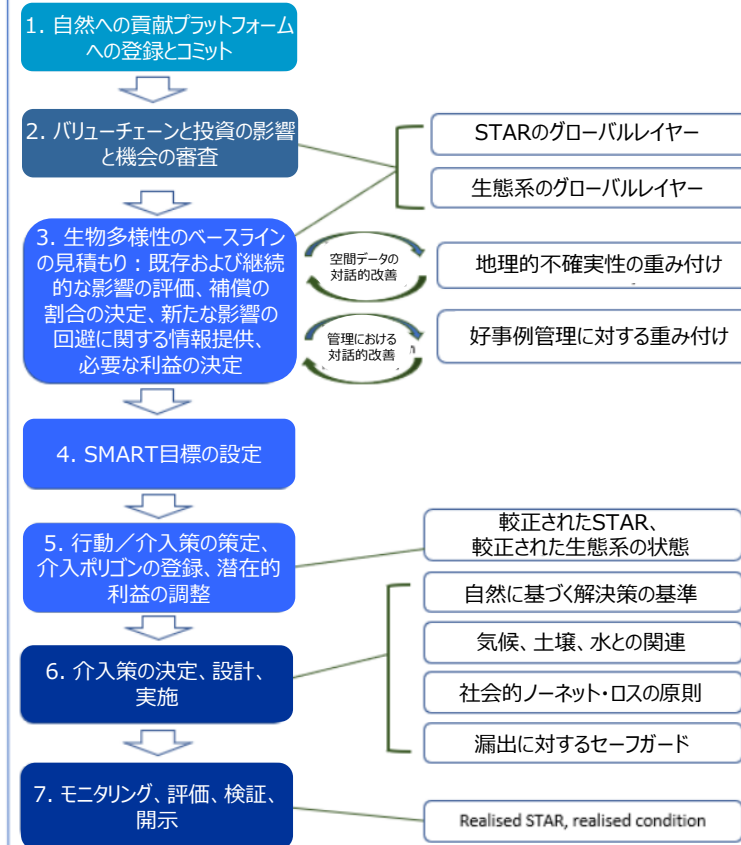 1. 自然への貢献プラットフォーム
への登録とコミット
2. バリューチェーンと投資の影響
と機会の審査
STARのグローバルレイヤー
生態系のグローバルレイヤー
3. 生物多様性のベースライン
の見積もり：既存および継続
的な影響の評価、補償の
割合の決定、新たな影響の
回避に関する情報提供、
必要な利益の決定
空間データの
対話的改善
地理的不確実性の重み付け
管理における
対話的改善
好事例管理に対する重み付け
4. SMART目標の設定
5. 行動／介入策の策定、
介入ポリゴンの登録、潜在的
利益の調整
較正されたSTAR、
較正された生態系の状態
6. 介入策の決定、設計、
実施
自然に基づく解決策の基準
気候、土壌、水との関連
社会的ノーネット・ロスの原則
漏出に対するセーフガード
7. モニタリング、評価、検証、
開示
Realised STAR, realised condition